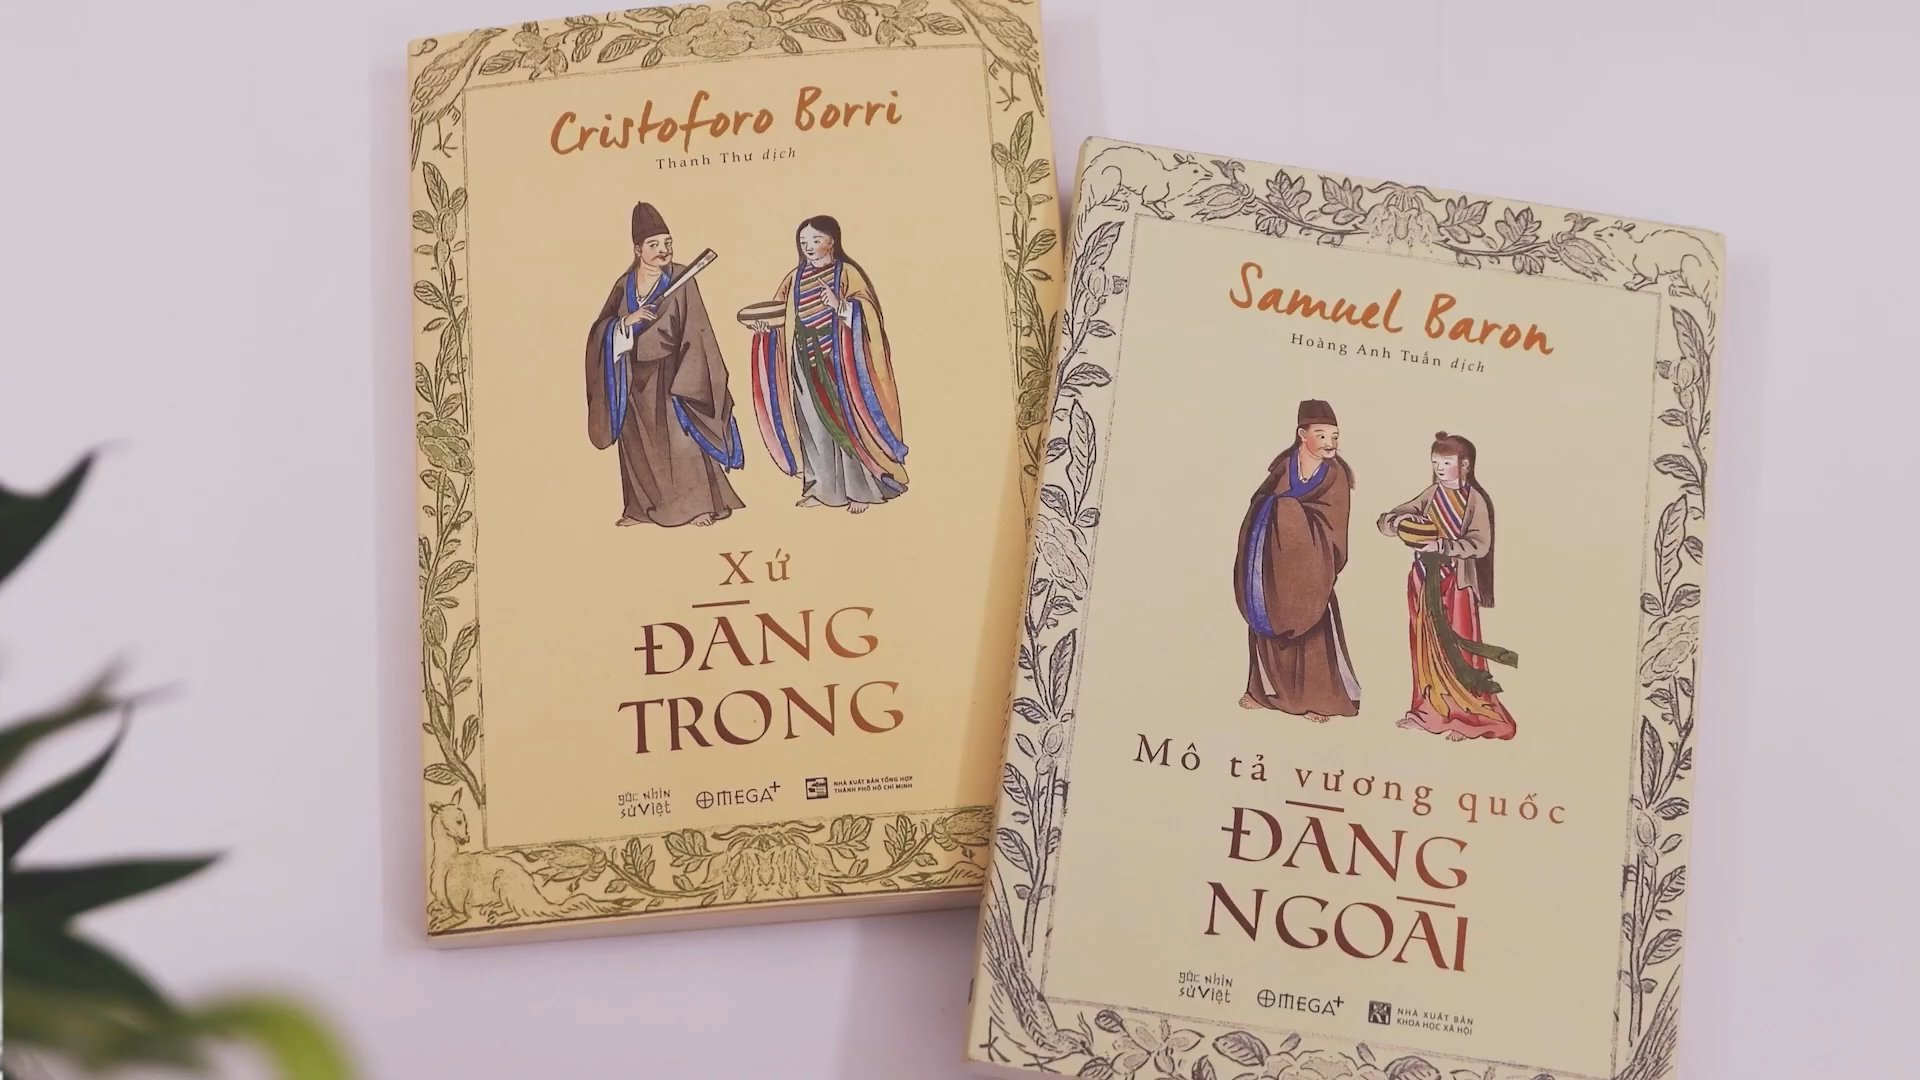 Cristoforo Borri
Thanh Thư dịch
Xứ
ĐÀNG
TRONG
góc nhìn
sử Việt
OMEGA+
NHÀ XUẤT BẢN TỔNG HỢP
THÀNH PHỐ HỒ CHÍ MINH
Samuel Baron
Hoàng Anh Tuấn dịch
Mô tả vương quốc
ĐÀNG
NGOÀI
góc nhìn
sử Việt
OMEGA+
NHÀ XUẤT BẢN
KHOA HỌC XÃ HỘI